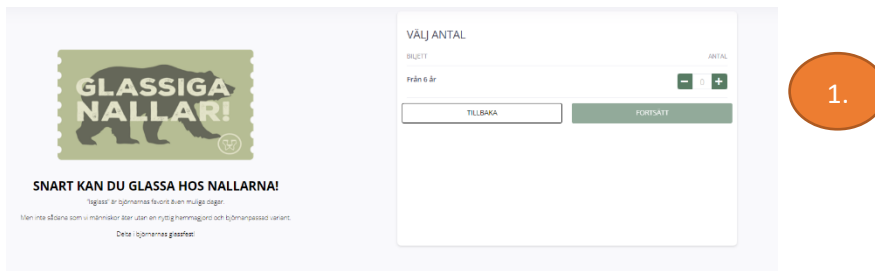 GLASSIGA
NALLAR!
SNART KAN DU GLASSA HOS NALLARNA!
"Isglass" är björnarnas favorit även muliga dagar.
Men inte sådana som vi människor äter utan en nyttig hemmagjord och björnanpassad variant.
Delta i björnarnas glassfest!
VÄLJ ANTAL
BILJETT ANTAL
Från 6 år - 0 +
TILLBAKA FORTSÄTT
1.